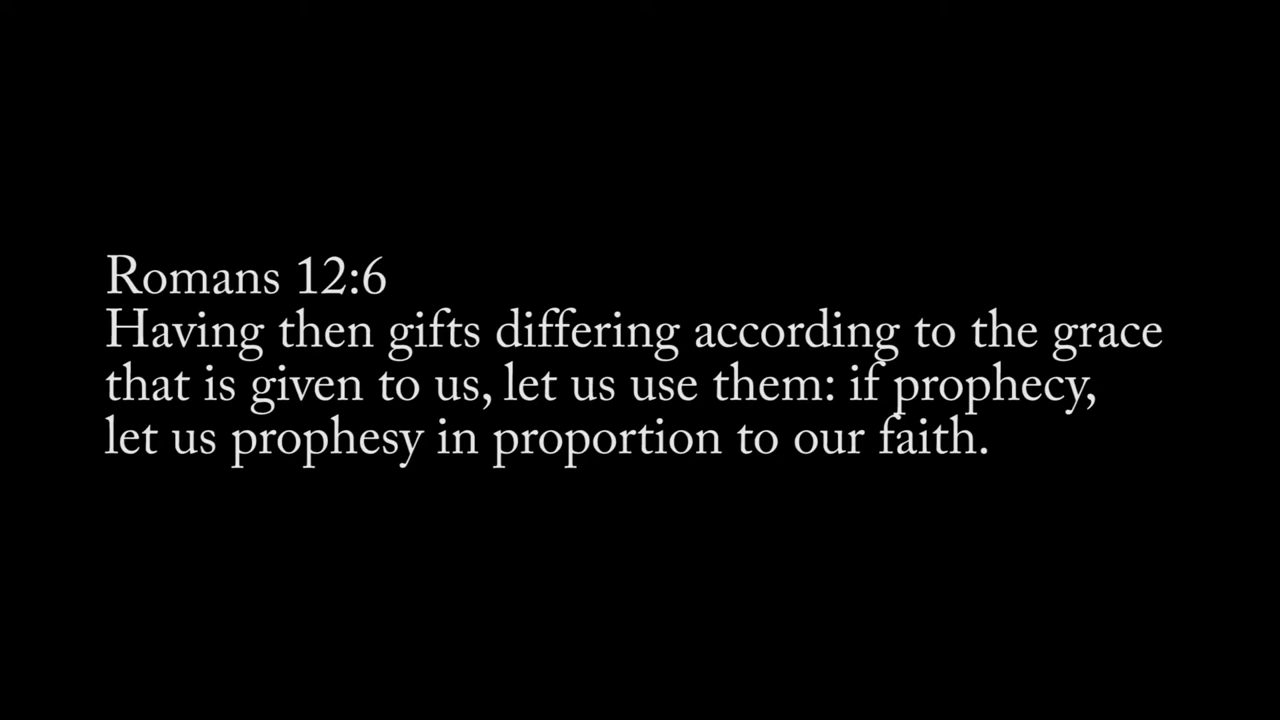 Romans 12:6
Having then gifts differing according to the grace
that is given to us, let us use them: if prophecy,
let us prophesy in proportion to our faith.